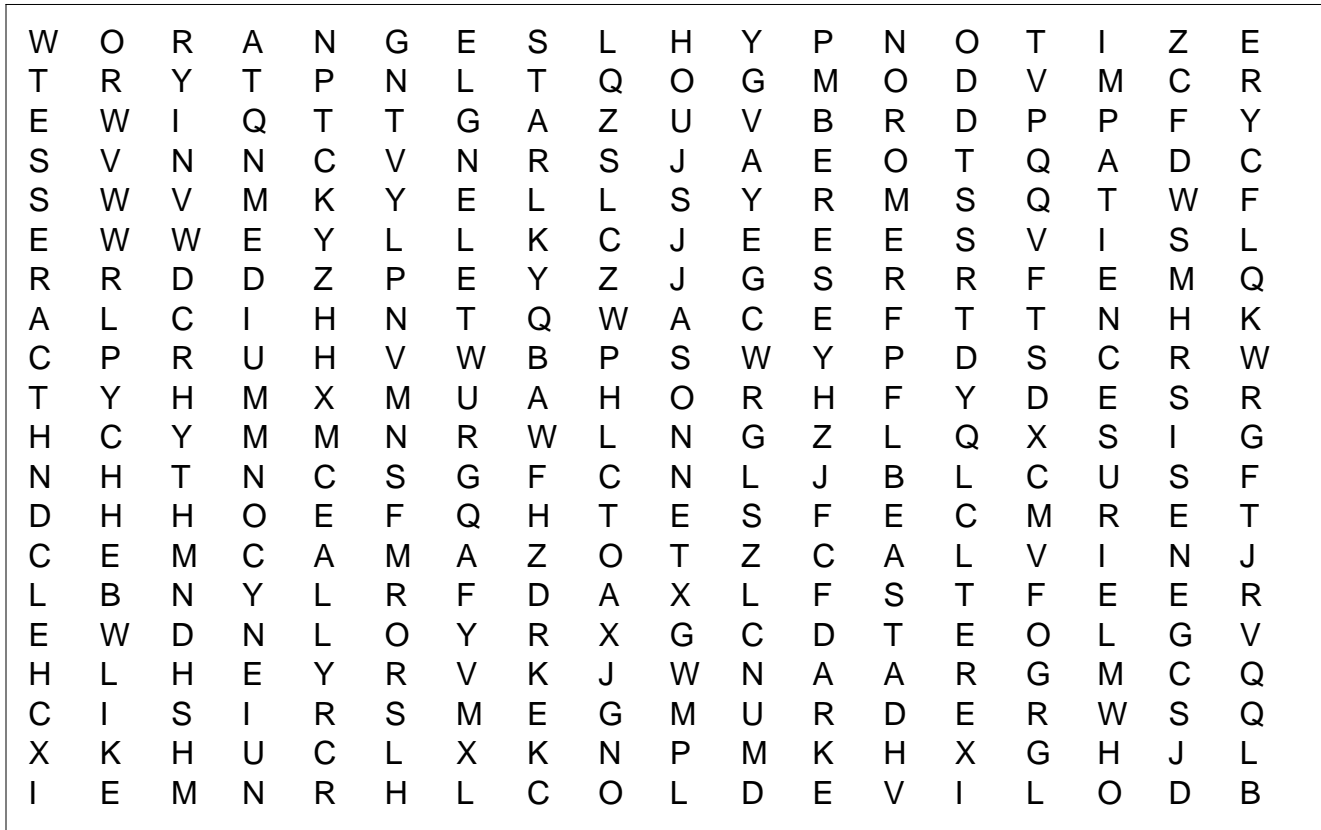 W O R A N G E S L H Y P N O T I Z E
T R Y T P N L T Q O G M O D V M C R
E W I Q T T G A Z U V B R D P P F Y
S V N N C V N R S J A E O T Q A D C
S W V M K Y E L L S Y R M S Q T W F
E W W E Y L L K C J E E E S V I S L
R R D D Z P E Y Z J G S R R F E M Q
A L C I H N T Q W A C E F T T N H K
C P R U H V W B P S W Y P D S C R W
T Y H M X M U A H O R H F Y D E S R
H C Y M M N R W L N G Z L Q X S I G
N H T N C S G F C N L J B L C U S F
D H H O E F Q H T E S F E C M R E T
C E M C A M A Z O T Z C A L V I N J
L B N Y L R F D A X L F S T F E E R
E W D N L O Y R X G C D T E O L G V
H L H E Y R V K J W N A A R G M C Q
C I S I R S M E G M U R D E R W S Q
X K H U C L X K N P M K H X G H J L
I E M N R H L C O L D E V I L O D B